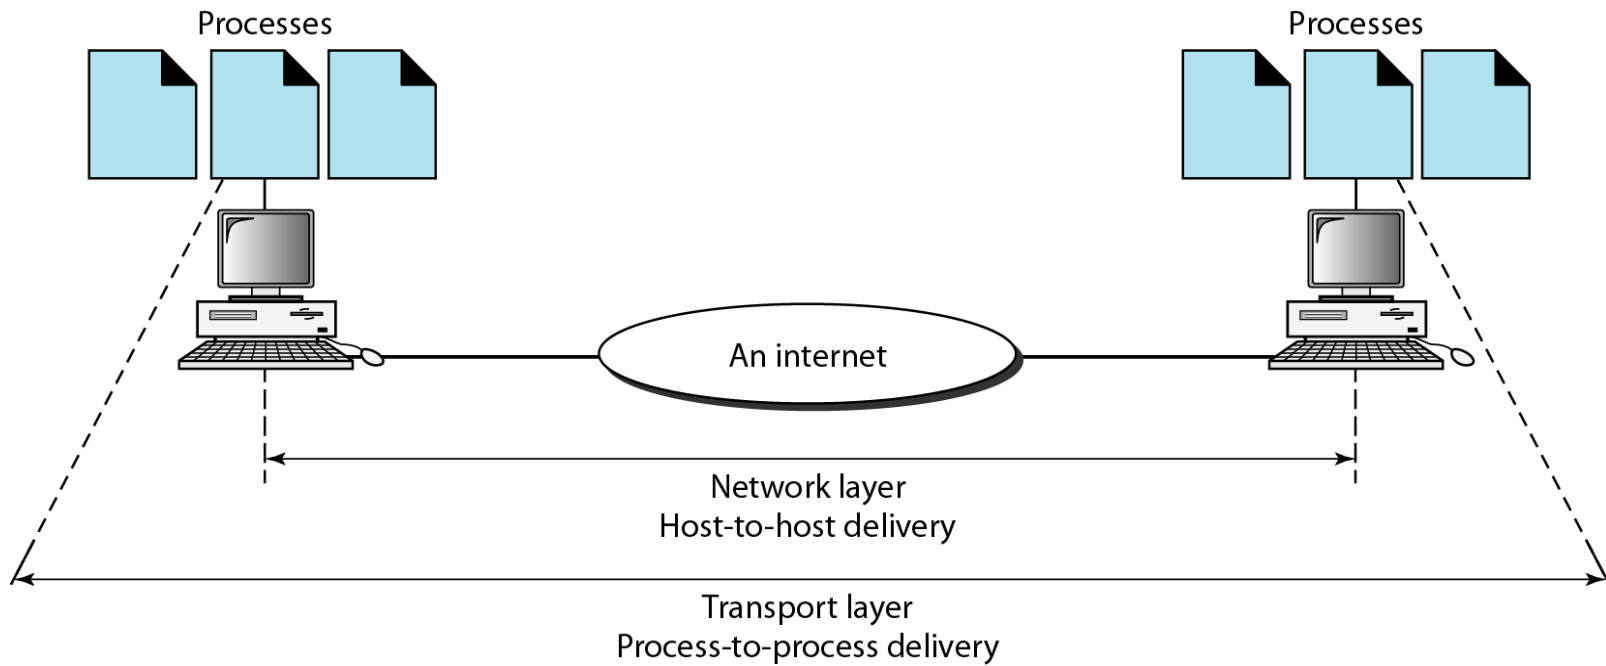 Processes
Processes
An internet
Network layer
Host-to-host delivery
Transport layer
Process-to-process delivery